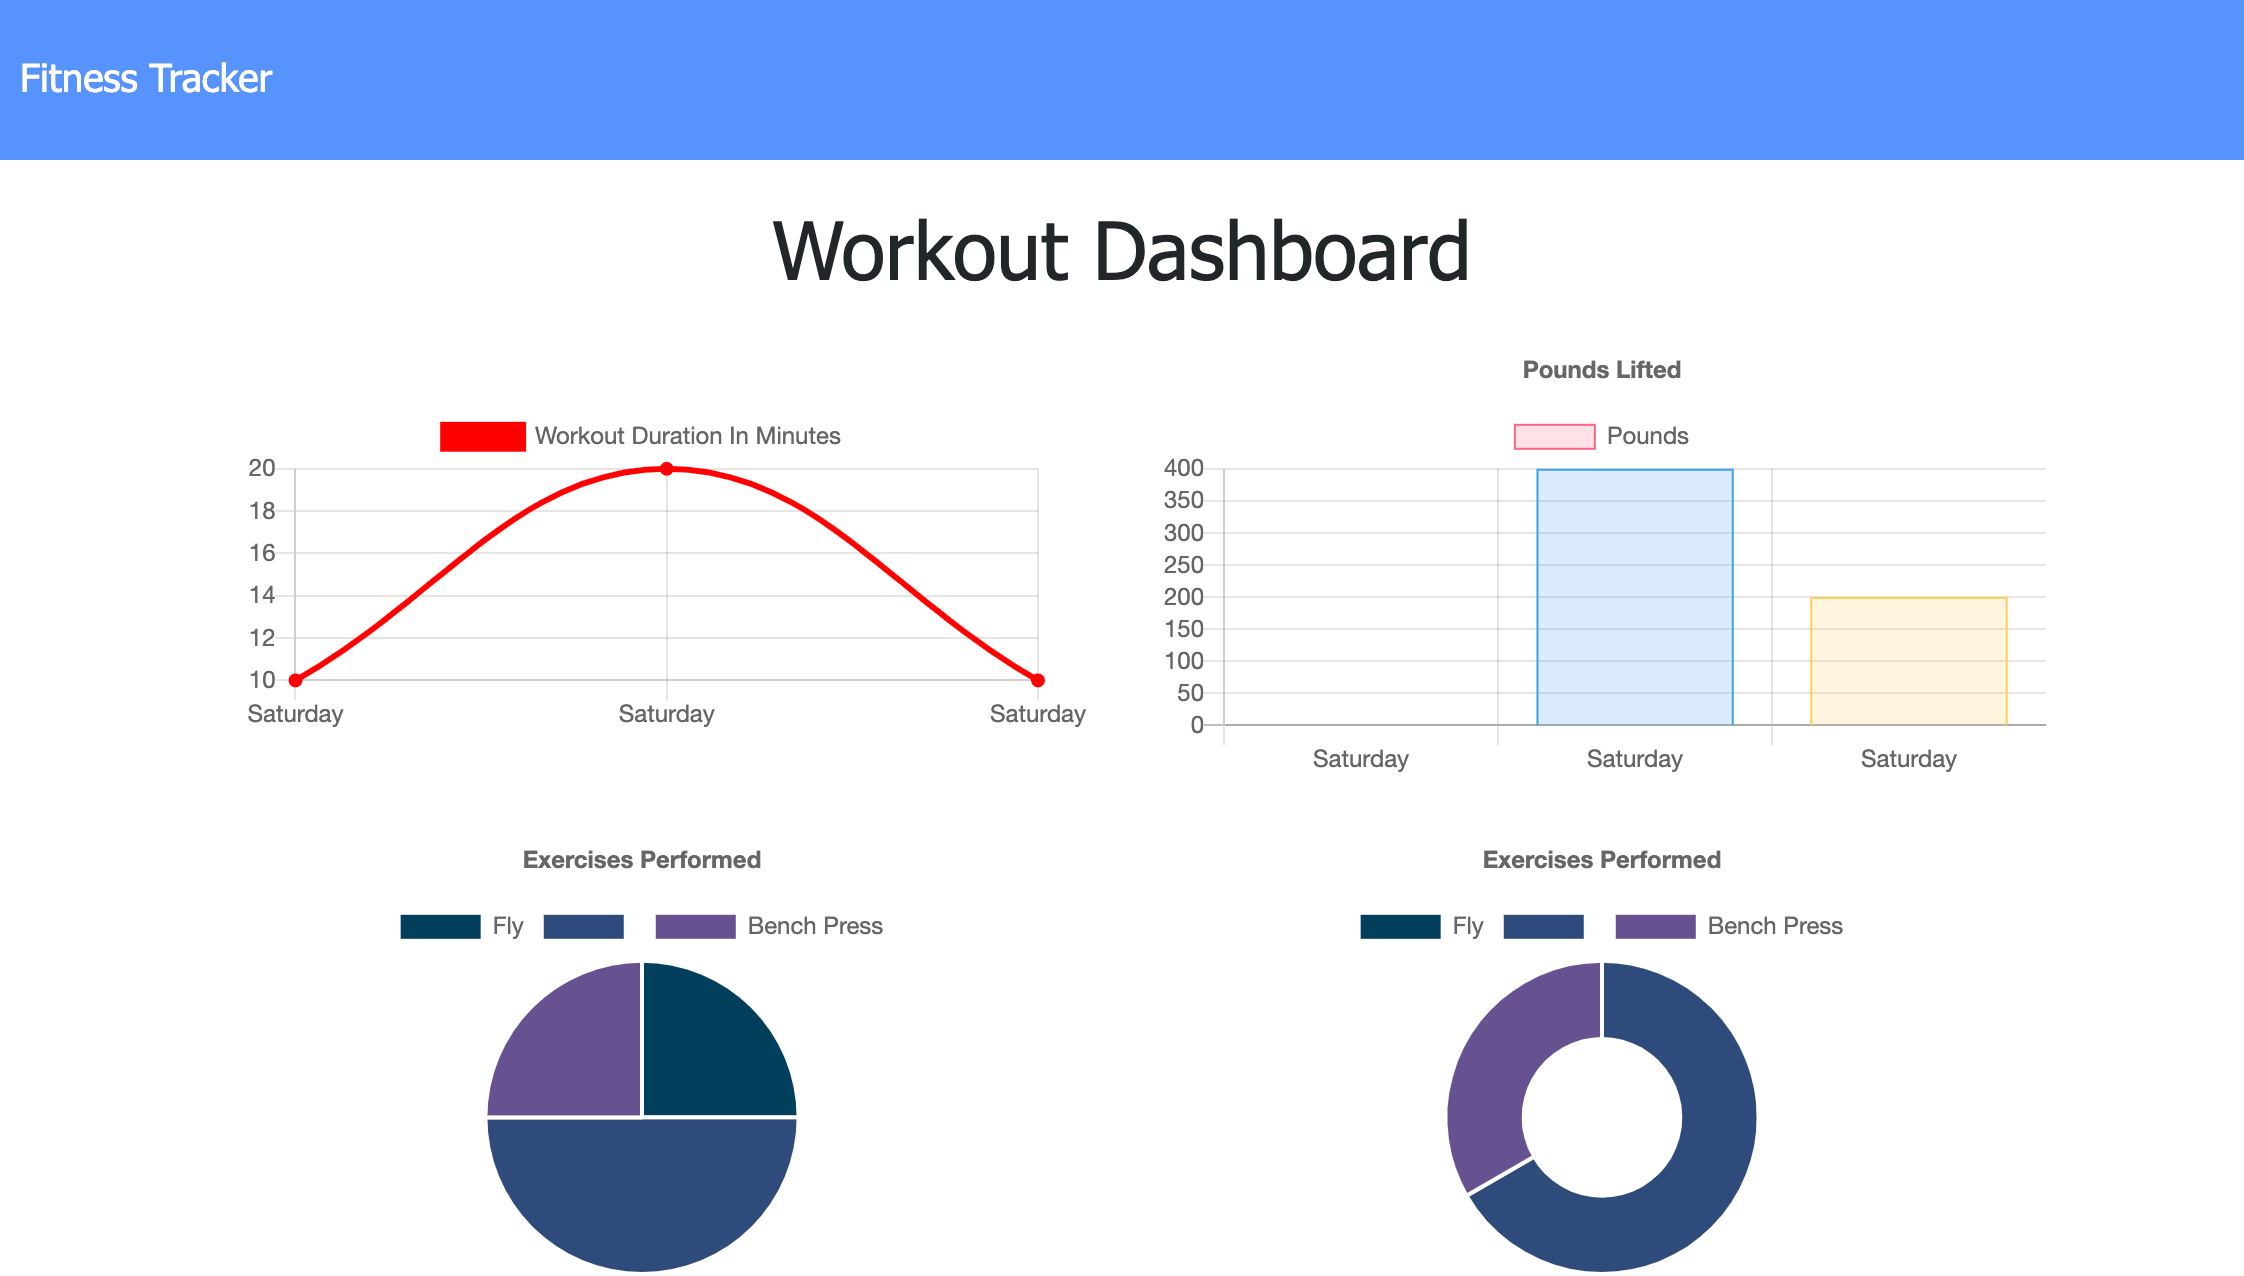 Fitness Tracker
Workout Dashboard
Workout Duration In Minutes
20
18
16
14
12
10
Saturday Saturday Saturday
Pounds Lifted
Pounds
400
350
300
250
200
150
100
50
0
Saturday Saturday Saturday
Exercises Performed
Fly Bench Press
Exercises Performed
Fly Bench Press